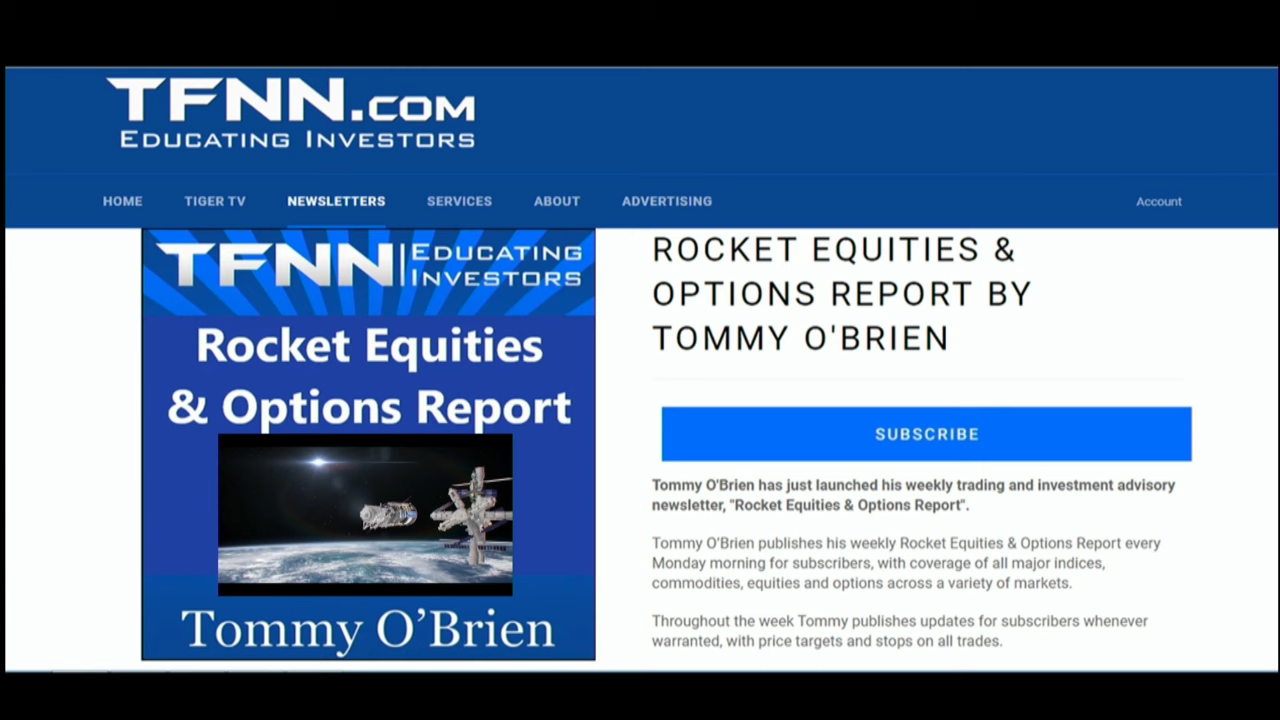 TFNN.COM
EDUCATING INVESTORS
HOME TIGER TV NEWSLETTERS SERVICES ABOUT ADVERTISING Account
TFNN | EDUCATING
INVESTORS
Rocket Equities
& Options Report
Tommy O’Brien
ROCKET EQUITIES &
OPTIONS REPORT BY
TOMMY O'BRIEN
SUBSCRIBE
Tommy O'Brien has just launched his weekly trading and investment advisory
newsletter, "Rocket Equities & Options Report".
Tommy O'Brien publishes his weekly Rocket Equities & Options Report every
Monday morning for subscribers, with coverage of all major indices,
commodities, equities and options across a variety of markets.
Throughout the week Tommy publishes updates for subscribers whenever
warranted, with price targets and stops on all trades.